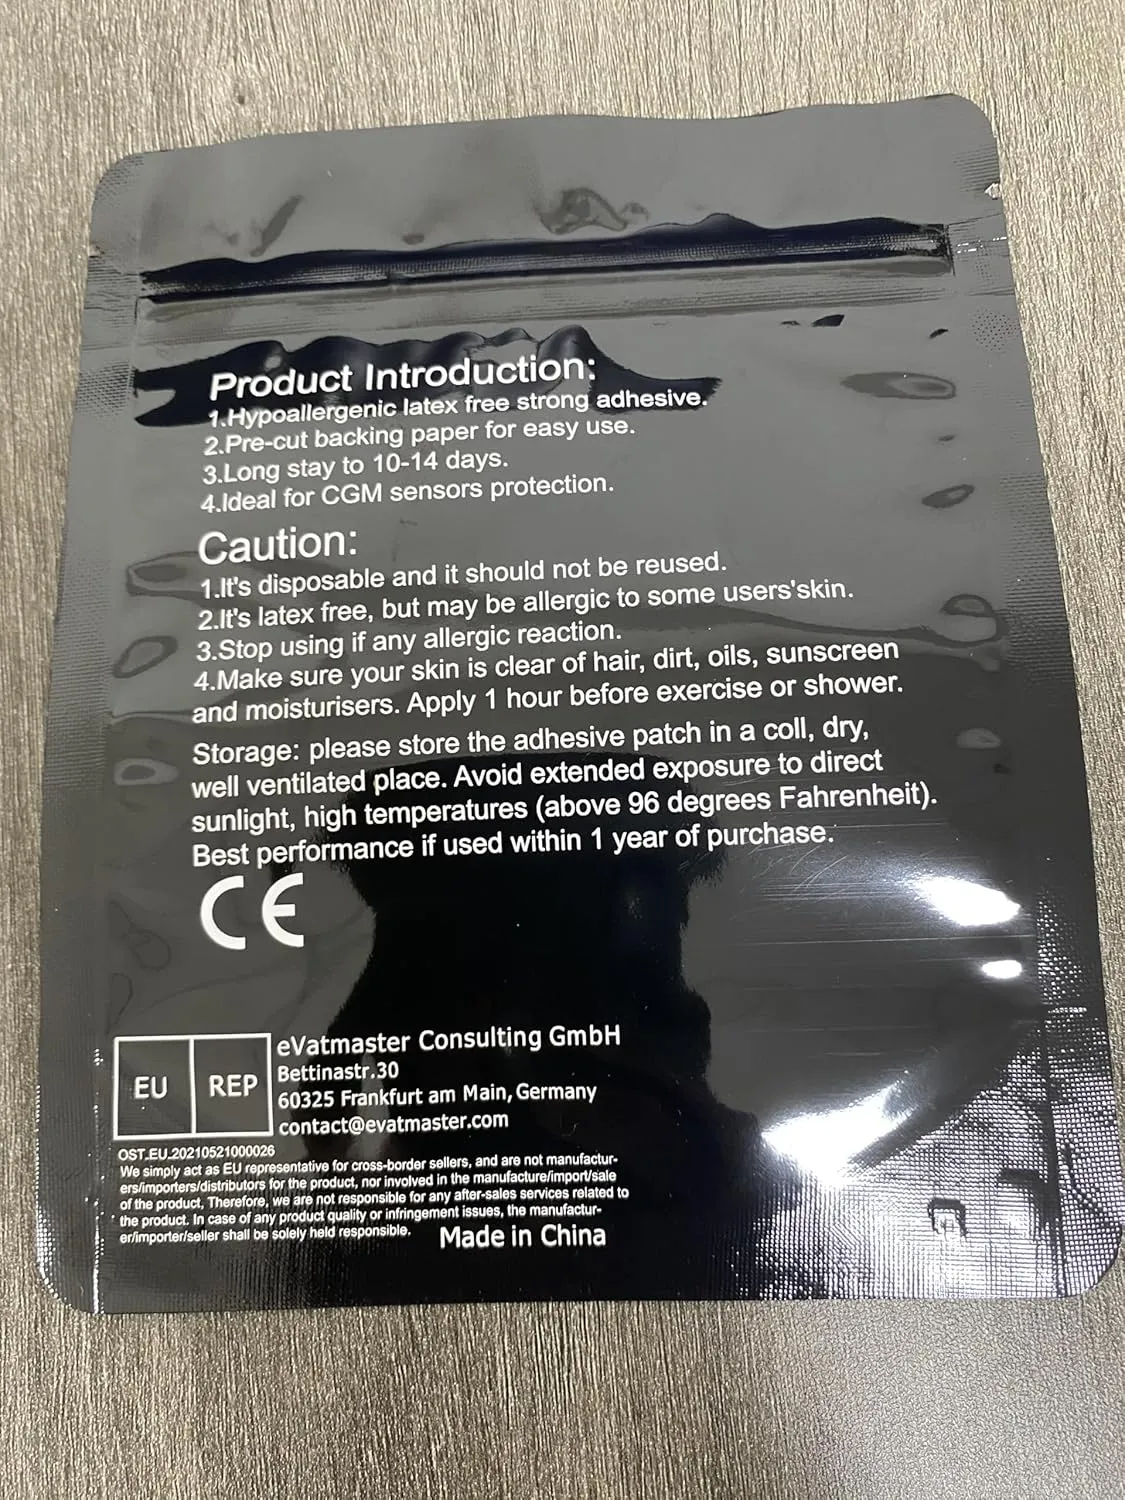 Product Introduction:
1.Hypoallergenic latex free strong adhesive.
2.Pre-cut backing paper for easy use.
3.Long stay to 10-14 days.
4.Ideal for CGM sensors protection.
Caution:
1.It's disposable and it should not be reused.
2.It's latex free, but may be allergic to some users'skin.
3.Stop using if any allergic reaction.
4.Make sure your skin is clear of hair, dirt, oils, sunscreen
and moisturisers. Apply 1 hour before exercise or shower.
Storage: please store the adhesive patch in a coll, dry,
well ventilated place. Avoid extended exposure to direct
sunlight, high temperatures (above 96 degrees Fahrenheit).
Best performance if used within 1 year of purchase.
CE
EU REP
eVatmaster Consulting GmbH
Bettinastr.30
60325 Frankfurt am Main, Germany
contact@evatmaster.com
OST.EU.20210521000026
We simply act as EU representative for cross-border sellers, and are not manufactur-
ers/importers/distributors for the product, nor involved in the manufacture/import/sale
of the product, Therefore, we are not responsible for any after-sales services related to
the product. In case of any product quality or infringement issues, the manufactur-
er/importer/seller shall be solely held responsible.
Made in China